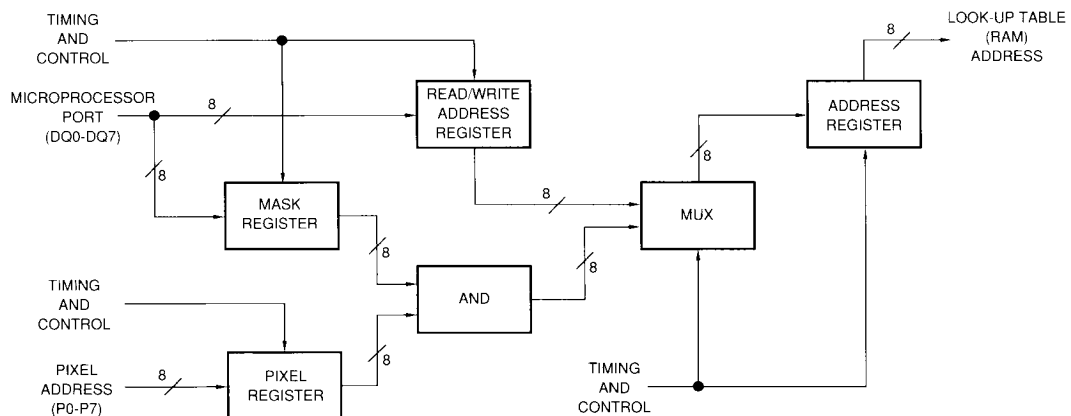 TIMING
AND
CONTROL
MICROPROCESSOR
PORT
(DQ0-DQ7)
8
8
READ/WRITE
ADDRESS
REGISTER
MASK
REGISTER
8
8
8
LOOK-UP TABLE
(RAM)
ADDRESS
ADDRESS
REGISTER
8
MUX
8
AND
TIMING
AND
CONTROL
PIXEL
ADDRESS
(P0-P7)
8
PIXEL
REGISTER
8
TIMING
AND
CONTROL